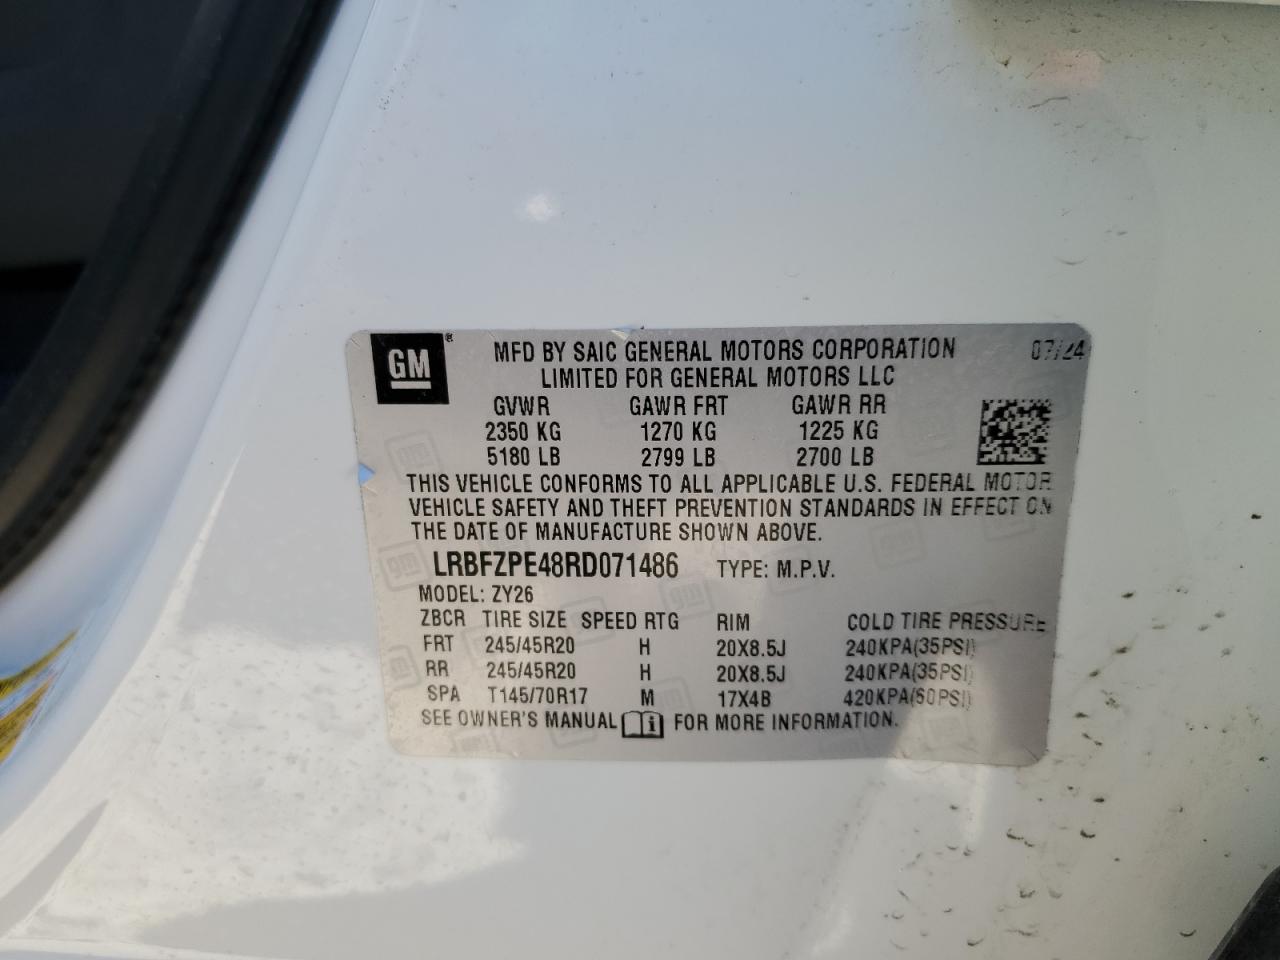 GM ® MFD BY SAIC GENERAL MOTORS CORPORATION 07/24
LIMITED FOR GENERAL MOTORS LLC
GVWR GAWR FRT GAWR RR
2350 KG 1270 KG 1225 KG
5180 LB 2799 LB 2700 LB
THIS VEHICLE CONFORMS TO ALL APPLICABLE U.S. FEDERAL MOTOR
VEHICLE SAFETY AND THEFT PREVENTION STANDARDS IN EFFECT ON
THE DATE OF MANUFACTURE SHOWN ABOVE.
LRBFZPE48RD071486 TYPE: M.P.V.
MODEL: ZY26
ZBCR TIRE SIZE SPEED RTG RIM COLD TIRE PRESSURE
FRT 245/45R20 H 20X8.5J 240KPA(35PSI)
RR 245/45R20 H 20X8.5J 240KPA(35PSI)
SPA T145/70R17 M 17X4B 420KPA(60PSI)
SEE OWNER'S MANUAL FOR MORE INFORMATION.